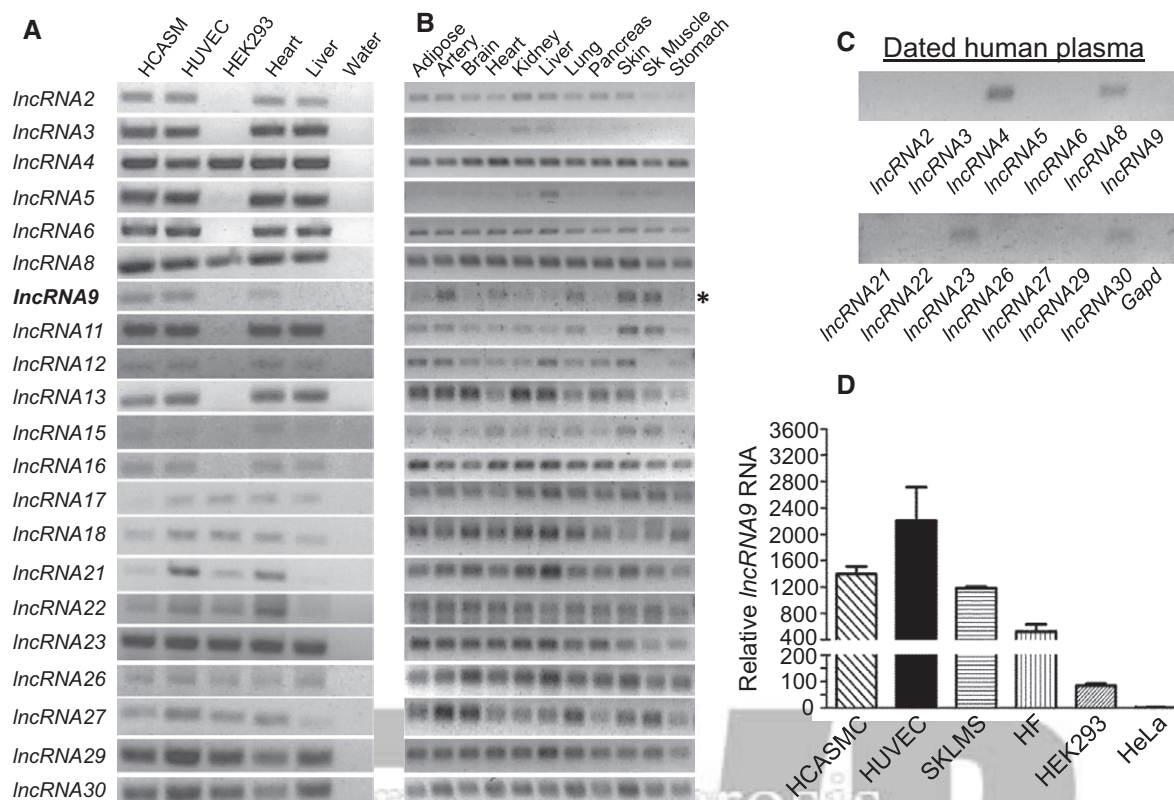 A
HCASM
HUVEC
HEK293
Heart
Liver
Water
lncRNA2
lncRNA3
lncRNA4
lncRNA5
lncRNA6
lncRNA8
lncRNA9
lncRNA11
lncRNA12
lncRNA13
lncRNA15
lncRNA16
lncRNA17
lncRNA18
lncRNA21
lncRNA22
lncRNA23
lncRNA26
lncRNA27
lncRNA29
lncRNA30
B
Adipose
Artery
Brain
Heart
Kidney
Liver
Lung
Pancreas
Skin
Sk Muscle
Stomach
*
C
Dated human plasma
lncRNA2
lncRNA3
lncRNA4
lncRNA5
lncRNA6
lncRNA8
lncRNA9
lncRNA21
lncRNA22
lncRNA23
lncRNA26
lncRNA27
lncRNA29
lncRNA30
Gapd
D
Relative lncRNA9 RNA
3600
3200
2800
2400
2000
1600
1200
800
400
200
100
0
HCASMC
HUVEC
SKLMS
HF
HEK293
HeLa